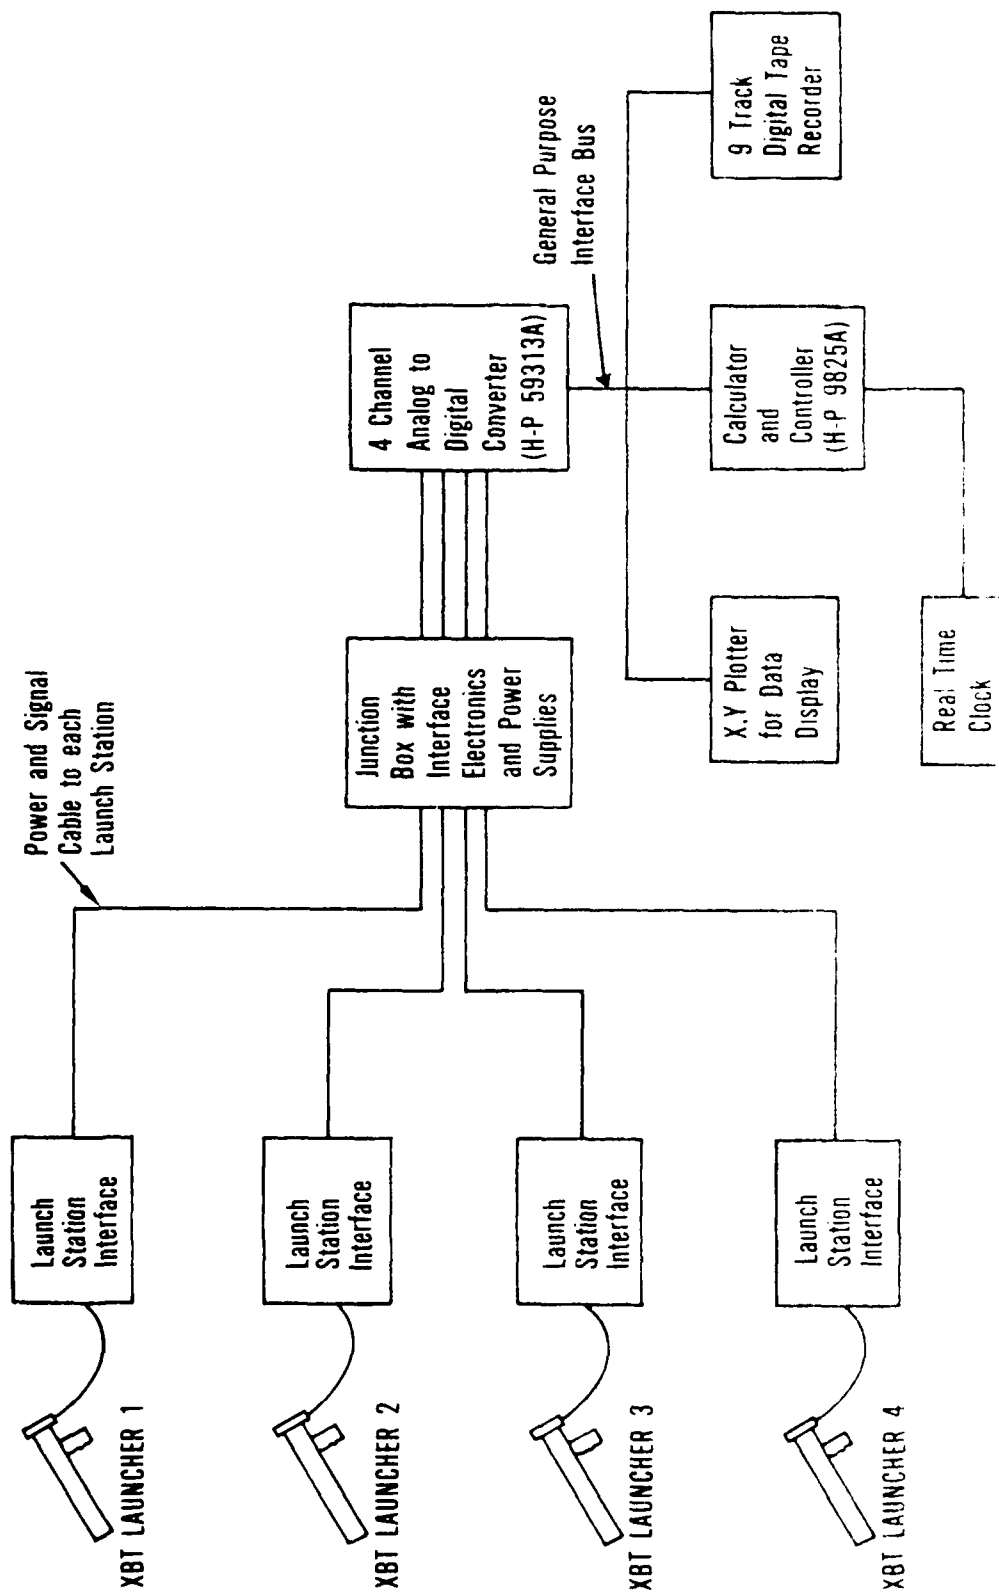 XBT LAUNCHER 1
Launch
Station
Interface
XBT LAUNCHER 2
Launch
Station
Interface
XBT LAUNCHER 3
Launch
Station
Interface
XBT LAUNCHER 4
Launch
Station
Interface
Power and Signal
Cable to each
Launch Station
Junction
Box with
Interface
Electronics
and Power
Supplies
4 Channel
Analog to
Digital
Converter
(H-P 59313A)
General Purpose
Interface Bus
X.Y Plotter
for Data
Display
Calculator
and
Controller
(H-P 9825A)
9 Track
Digital Tape
Recorder
Real Time
Clock